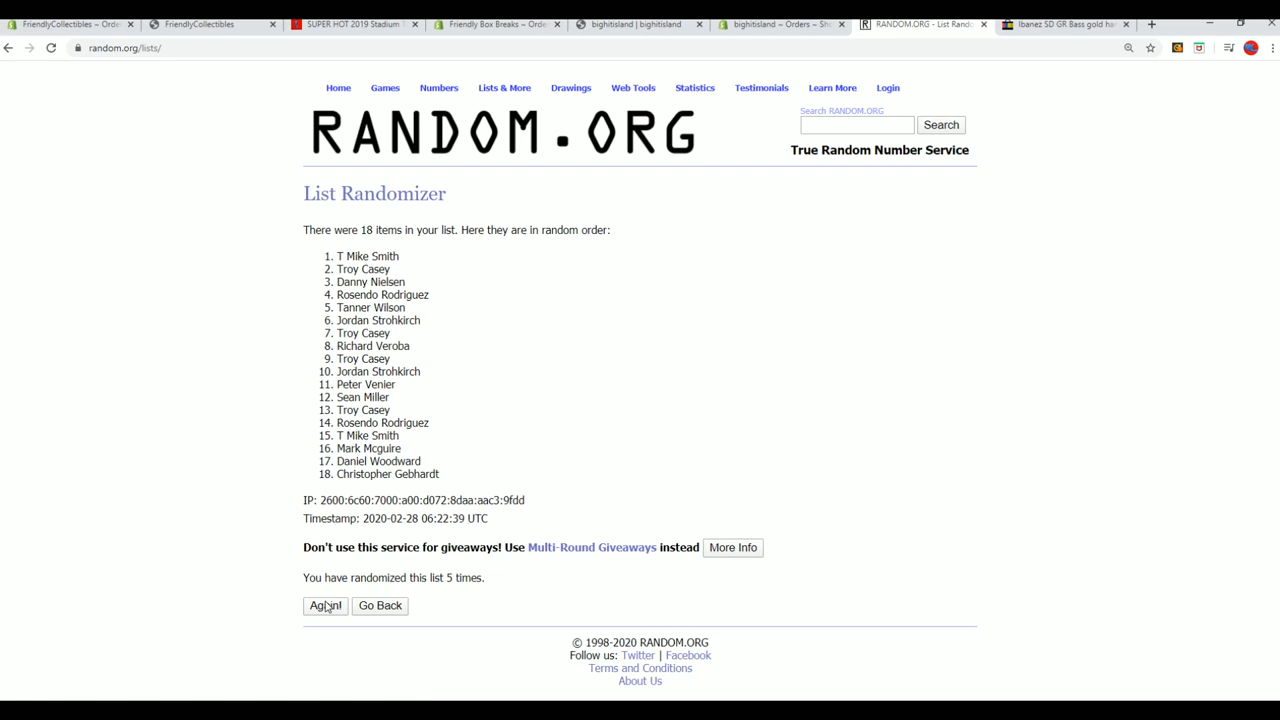 FriendlyCollectibles ~ Orde
FriendlyCollectibles
SUPER HOT 2019 Stadium
Friendly Box Breaks ~ Orde
bighitisland | bighitisland
bighitisland ~ Orders ~ Sh
RANDOM.ORG - List Rando
Ibanez SD GR Bass gold ha
random.org/lists/
Home Games Numbers Lists & More Drawings Web Tools Statistics Testimonials Learn More Login
RANDOM.ORG
Search RANDOM.ORG
Search
True Random Number Service
List Randomizer
There were 18 items in your list. Here they are in random order:
1. T Mike Smith
2. Troy Casey
3. Danny Nielsen
4. Rosendo Rodriguez
5. Tanner Wilson
6. Jordan Strohkirch
7. Troy Casey
8. Richard Veroba
9. Troy Casey
10. Jordan Strohkirch
11. Peter Venier
12. Sean Miller
13. Troy Casey
14. Rosendo Rodriguez
15. T Mike Smith
16. Mark Mcguire
17. Daniel Woodward
18. Christopher Gebhardt
IP: 2600:6c60:7000:a00:d072:8daa:aac3:9fdd
Timestamp: 2020-02-28 06:22:39 UTC
Don't use this service for giveaways! Use Multi-Round Giveaways instead More Info
You have randomized this list 5 times.
Again! Go Back
© 1998-2020 RANDOM.ORG
Follow us: Twitter | Facebook
Terms and Conditions
About Us